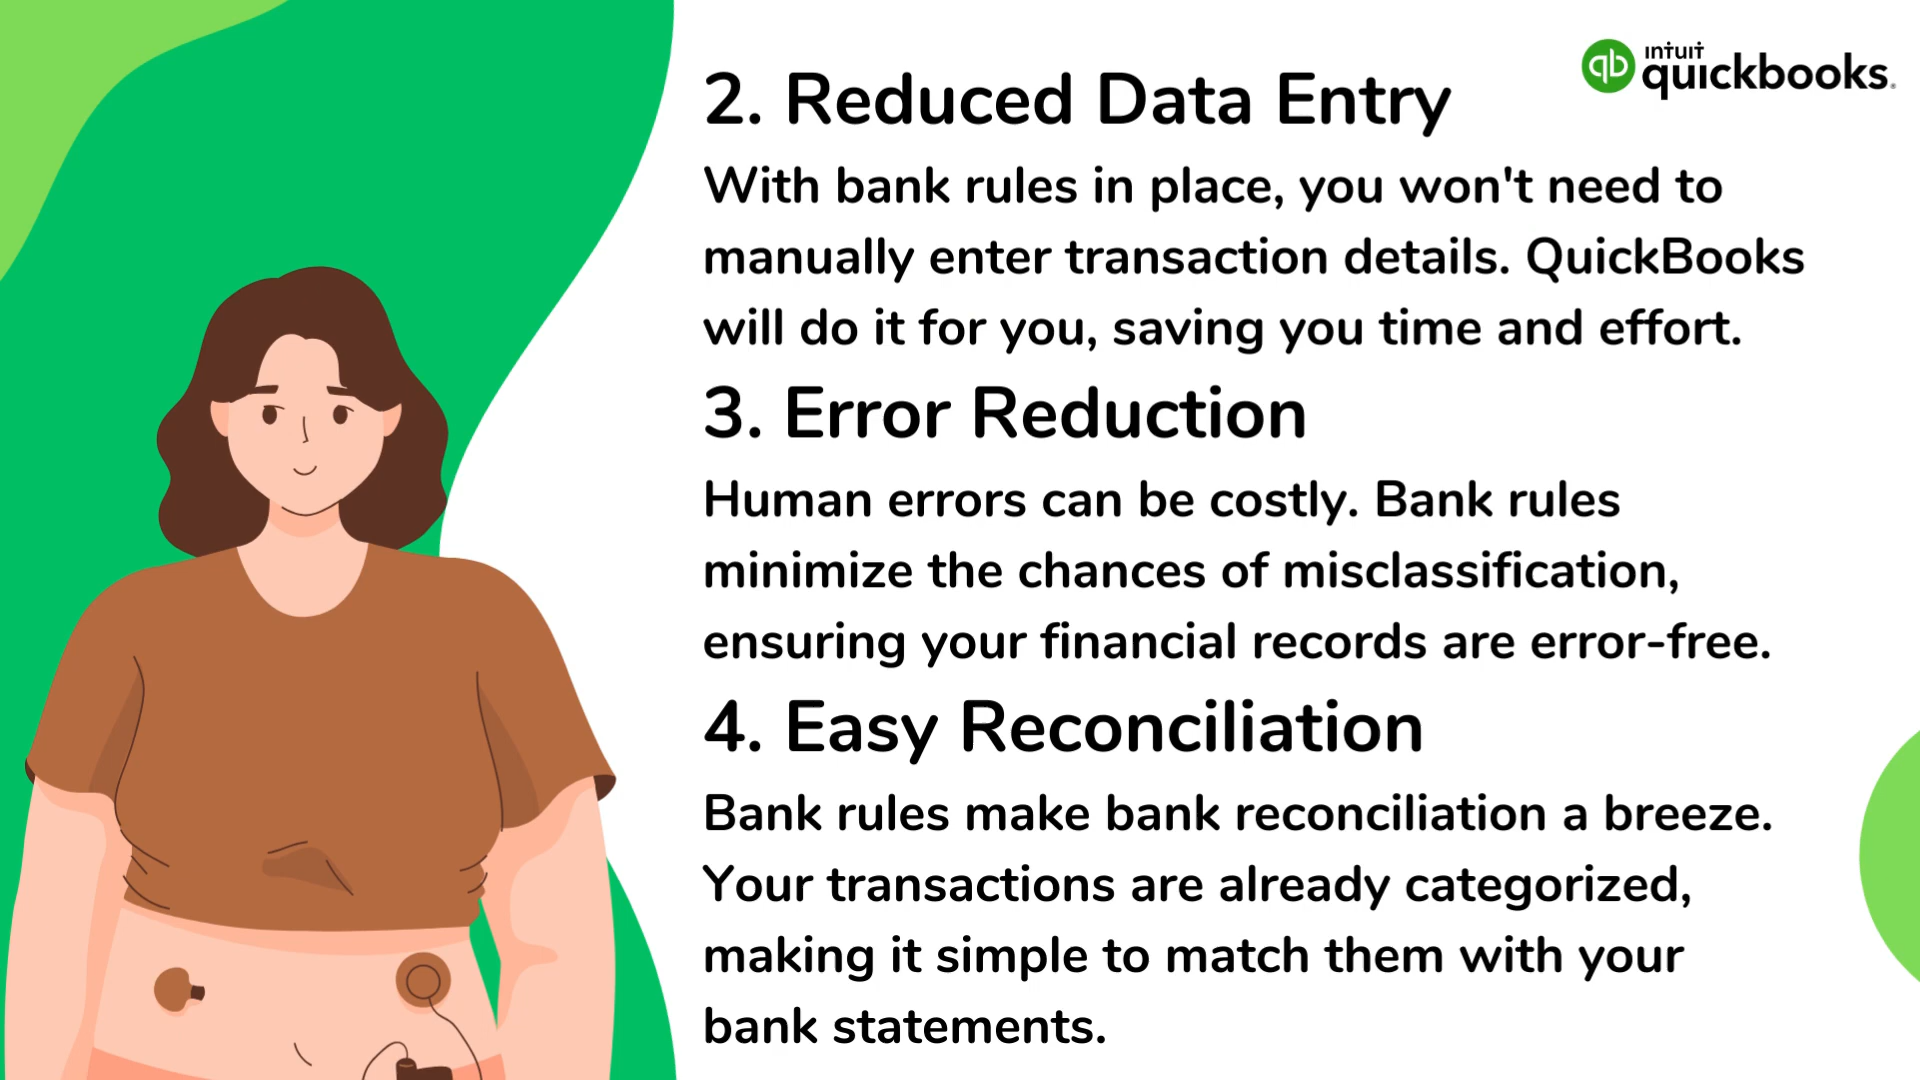 ıntuıt
quickbooks.
2. Reduced Data Entry
With bank rules in place, you won't need to
manually enter transaction details. QuickBooks
will do it for you, saving you time and effort.
3. Error Reduction
Human errors can be costly. Bank rules
minimize the chances of misclassification,
ensuring your financial records are error-free.
4. Easy Reconciliation
Bank rules make bank reconciliation a breeze.
Your transactions are already categorized,
making it simple to match them with your
bank statements.